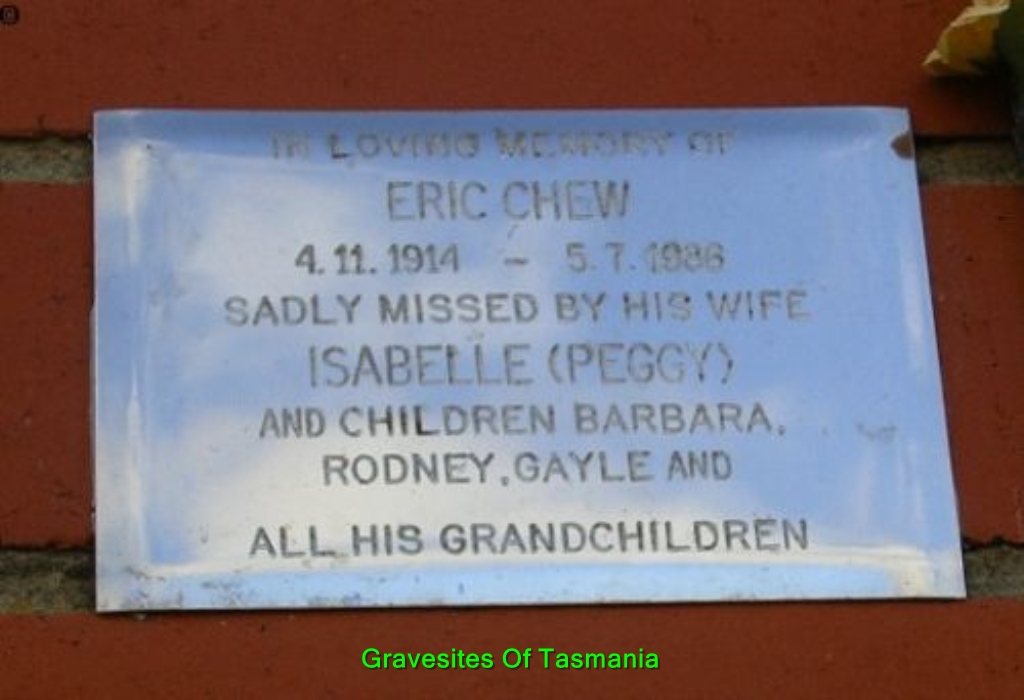 IN LOVING MEMORY OF
ERIC CHEW
4.11.1914 - 5.7.1986
SADLY MISSED BY HIS WIFE
ISABELLE (PEGGY)
AND CHILDREN BARBARA,
RODNEY, GAYLE AND
ALL HIS GRANDCHILDREN
Gravesites Of Tasmania